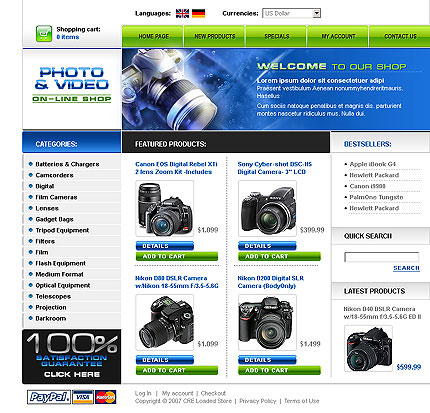 Languages:
Currencies:
US Dollar
Shopping cart:
0 items
HOME PAGE
NEW PRODUCTS
SPECIALS
MY ACCOUNT
CONTACT US
PHOTO
& VIDEO
ON-LINE SHOP
WELCOME TO OUR SHOP
Lorem ipsum dolor sit consectetuer adipi
Praesent vestibulum Aenean nonummyhendreritmauris.
Hasellus
Cum sociis natoque penatibus et magnis dis, parturient
montes nascetur ridiculus mus. Nulla dui.
CATEGORIES:
Batteries & Chargers
Camcorders
Digital
Film Cameras
Lenses
Gadget Bags
Tripod Equipment
Filters
Film
Flash Equipment
Medium Format
Optical Equipment
Telescopes
Projection
Darkroom
100%
SATISFACTION
GUARANTEE
CLICK HERE
FEATURED PRODUCTS:
Canon EOS Digital Rebel XTi
2 lens Zoom Kit -Includes
$1,099
DETAILS
ADD TO CART
Sony Cyber-shot DSC-H5
Digital Camera- 3" LCD
$399.99
DETAILS
ADD TO CART
Nikon D80 DSLR Camera
w/Nikon 18-55mm F/3.5-5.6G
$1,099
DETAILS
ADD TO CART
Nikon D200 Digital SLR
Camera (BodyOnly)
$1,499
DETAILS
ADD TO CART
BESTSELLERS:
Apple iBook G4
Hewlett Packard
Canon i9900
PalmOne Tungste
Hewlett Packard
QUICK SEARCH
SEARCH
LATEST PRODUCTS
Nikon D40 DSLR Camera
w/18-55mm f/3.5-5.6G ED II
$599.99
PayPal
VISA
Log In | My account | Checkout
Copyright © 2007 CRE Loaded Store | Privacy Policy | Terms of Use